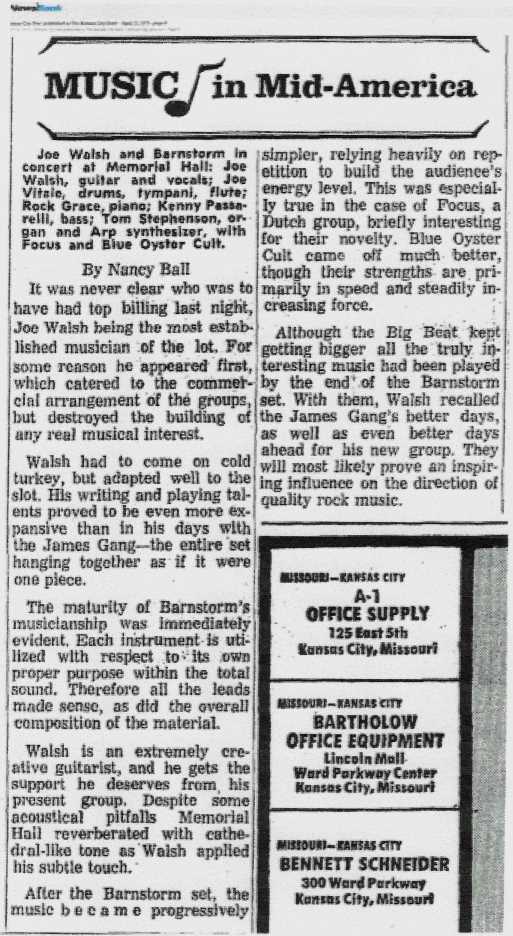 NewsBank
MUSIC in Mid-America
Joe Walsh and Barnstorm in
concert at Memorial Hall: Joe
Walsh, guitar and vocals; Joe
Vitale, drums, tympani, flute;
Rock Grace, piano; Kenny Passa-
relli, bass; Tom Stephenson, or-
gan and Arp synthesizer, with
Focus and Blue Oyster Cult.
By Nancy Ball
It was never clear who was to
have had top billing last night,
Joe Walsh being the most estab-
lished musician of the lot. For
some reason he appeared first,
which catered to the commer-
cial arrangement of the groups,
but destroyed the building of
any real musical interest.
Walsh had to come on cold
turkey, but adapted well to the
slot. His writing and playing tal-
ents proved to be even more ex-
pansive than in his days with
the James Gang—the entire set
hanging together as if it were
one piece.
The maturity of Barnstorm's
musicianship was immediately
evident. Each instrument is uti-
lized with respect to its own
proper purpose within the total
sound. Therefore all the leads
made sense, as did the overall
composition of the material.
Walsh is an extremely cre-
ative guitarist, and he gets the
support he deserves from his
present group. Despite some
acoustical pitfalls Memorial
Hall reverberated with cathe-
dral-like tone as Walsh applied
his subtle touch.
After the Barnstorm set, the
music became progressively
simpler, relying heavily on rep-
etition to build the audience's
energy level. This was especial-
ly true in the case of Focus, a
Dutch group, briefly interesting
for their novelty. Blue Oyster
Cult came off much better,
though their strengths are pri-
marily in speed and steadily in-
creasing force.
Although the Big Beat kept
getting bigger all the truly in-
teresting music had been played
by the end of the Barnstorm
set. With them, Walsh recalled
the James Gang's better days,
as well as even better days
ahead for his new group. They
will most likely prove an inspir-
ing influence on the direction of
quality rock music.
MISSOURI—KANSAS CITY
A-1
OFFICE SUPPLY
125 East 5th
Kansas City, Missouri
MISSOURI—KANSAS CITY
BARTHOLOW
OFFICE EQUIPMENT
Lincoln Mall
Ward Parkway Center
Kansas City, Missouri
MISSOURI—KANSAS CITY
BENNETT SCHNEIDER
300 Ward Parkway
Kansas City, Missouri